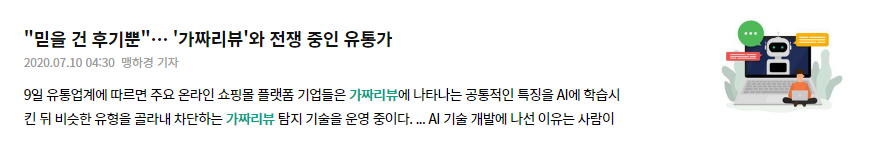 "믿을 건 후기뿐"… '가짜리뷰'와 전쟁 중인 유통가
2020.07.10 04:30 맹하경 기자
9일 유통업계에 따르면 주요 온라인 쇼핑몰 플랫폼 기업들은 가짜리뷰에 나타나는 공통적인 특징을 AI에 학습시
킨 뒤 비슷한 유형을 골라내 차단하는 가짜리뷰 탐지 기술을 운영 중이다. ... AI 기술 개발에 나선 이유는 사람이